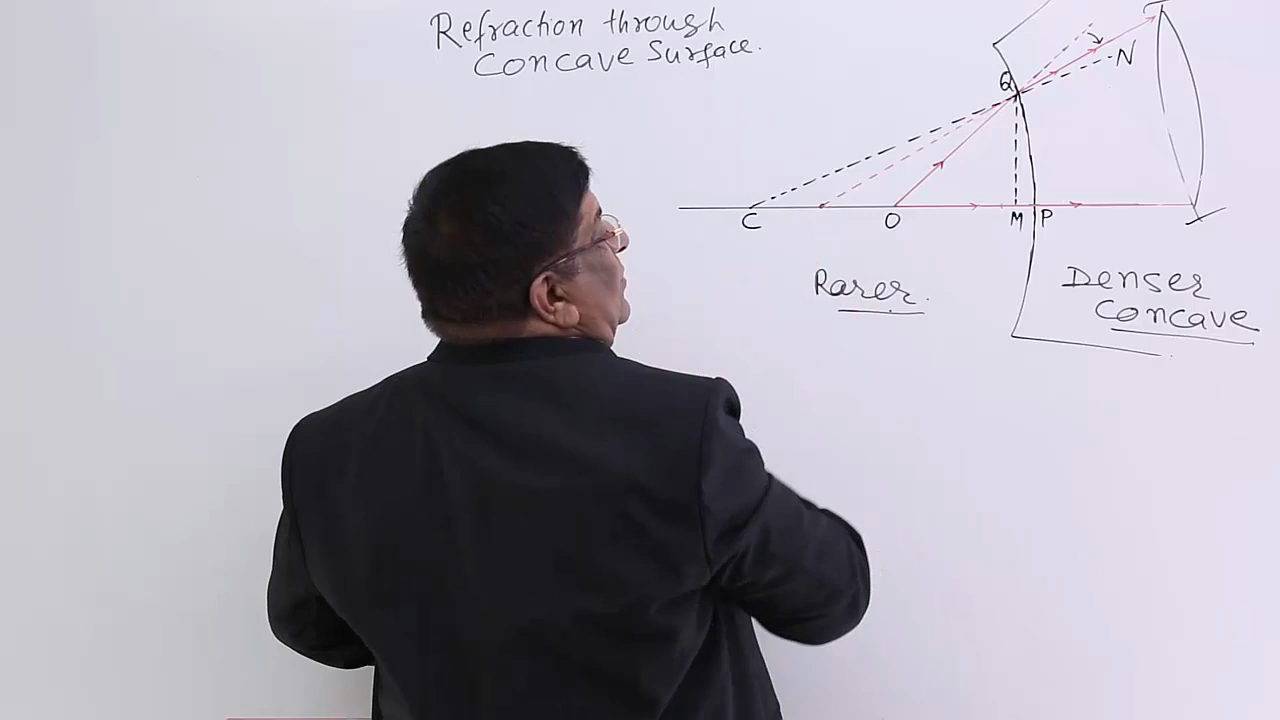 Refraction through
Concave Surface.
Q
N
C
O
M
P
Rarer.
Denser
Concave